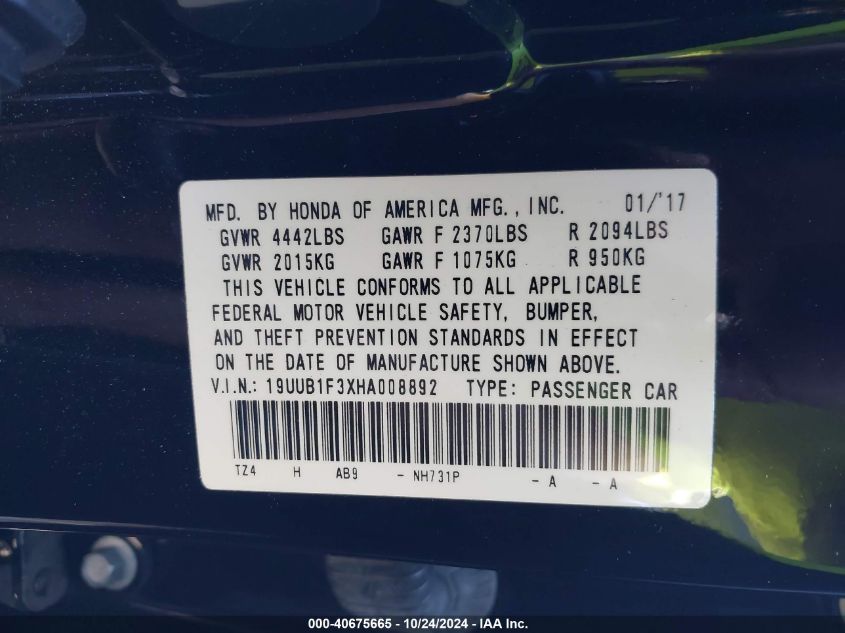 MFD. BY HONDA OF AMERICA MFG., INC. 01/'17
GVWR 4442LBS GAWR F 2370LBS R 2094LBS
GVWR 2015KG GAWR F 1075KG R 950KG
THIS VEHICLE CONFORMS TO ALL APPLICABLE
FEDERAL MOTOR VEHICLE SAFETY, BUMPER,
AND THEFT PREVENTION STANDARDS IN EFFECT
ON THE DATE OF MANUFACTURE SHOWN ABOVE.
V.I.N.: 19UUB1F3XHA008892 TYPE: PASSENGER CAR
TZ4 H AB9 - NH731P - A - A
000-40675665 - 10/24/2024 - IAA Inc.